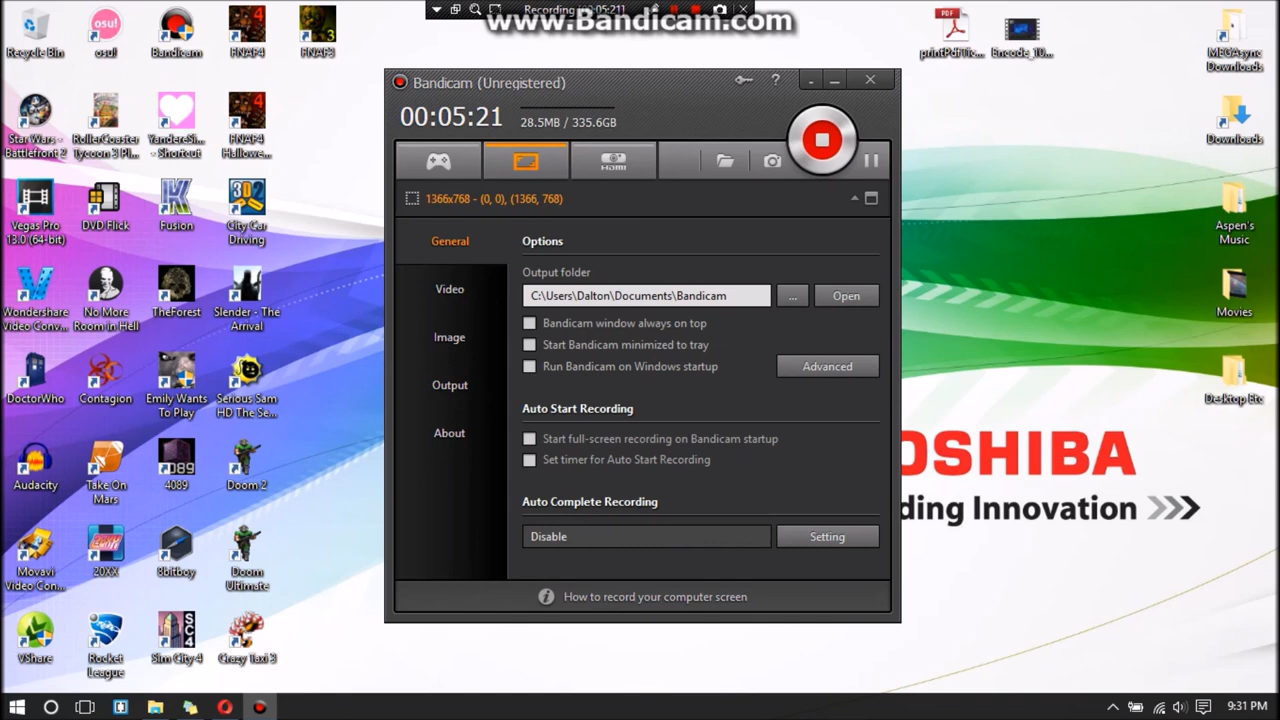 Recording [00:05:21]
www.Bandicam.com
Recycle Bin
osu!
Bandicam
FNAF4
FNAF3
printPdfTic...
Encode_10...
MEGAsync
Downloads
Bandicam (Unregistered)
00:05:21
28.5MB / 335.6GB
Star Wars -
Battlefront 2
RollerCoaster
Tycoon 3 Pl...
YandereSi...
- Shortcut
FNAF4
Hallowe...
Downloads
HDMI
1366x768 - (0, 0), (1366, 768)
Vegas Pro
13.0 (64-bit)
DVD Flick
Fusion
City Car
Driving
Aspen's
Music
General
Video
Image
Output
About
Options
Output folder
C:\Users\Dalton\Documents\Bandicam
...
Open
Bandicam window always on top
Start Bandicam minimized to tray
Run Bandicam on Windows startup
Advanced
Auto Start Recording
Start full-screen recording on Bandicam startup
Set timer for Auto Start Recording
Auto Complete Recording
Disable
Setting
How to record your computer screen
Wondershare
Video Conv...
No More
Room in Hell
TheForest
Slender - The
Arrival
Movies
DoctorWho
Contagion
Emily Wants
To Play
Serious Sam
HD The Se...
Desktop Etc
OSHIBA
ding Innovation
Audacity
Take On
Mars
4089
Doom 2
Movavi
Video Con...
20XX
8bitboy
Doom
Ultimate
VShare
Rocket
League
Sim City 4
Crazy Taxi 3
9:31 PM